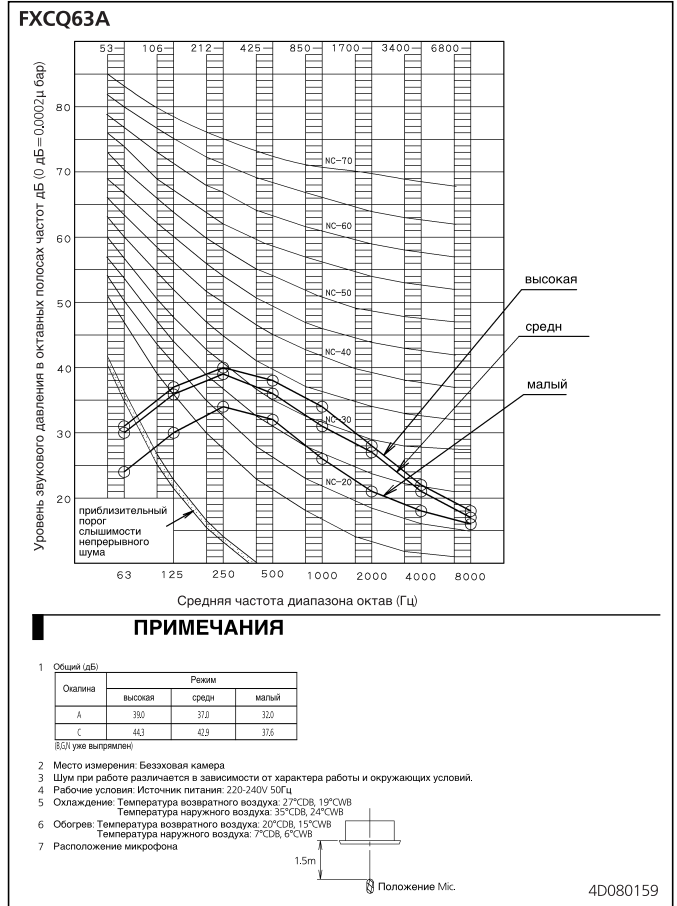 FXCQ63A
53 106 212 425 850 1700 3400 6800
Уровень звукового давления в октавных полосах частот дБ (0 дБ=0,0002μ бар)
80
70
60
50
40
30
20
NC-70
NC-60
NC-50
NC-40
NC-30
NC-20
высокая
средн
малый
приблизительный
порог
слышимости
непрерывного
шума
63 125 250 500 1000 2000 4000 8000
Средняя частота диапазона октав (Гц)
ПРИМЕЧАНИЯ
1 Общий (дБ)
Окалина Режим
высокая средн малый
A 39.0 37.0 32.0
C 44.3 42.9 37.6
(B,G,N уже выпрямлен)
2 Место измерения: Безэховая камера
3 Шум при работе различается в зависимости от характера работы и окружающих условий.
4 Рабочие условия: Источник питания: 220-240V 50Гц
5 Охлаждение: Температура возвратного воздуха: 27°CDB, 19°CWB
Температура наружного воздуха: 35°CDB, 24°CWB
6 Обогрев: Температура возвратного воздуха: 20°CDB, 15°CWB
Температура наружного воздуха: 7°CDB, 6°CWB
7 Расположение микрофона
1.5m
Положение Mic.
4D080159